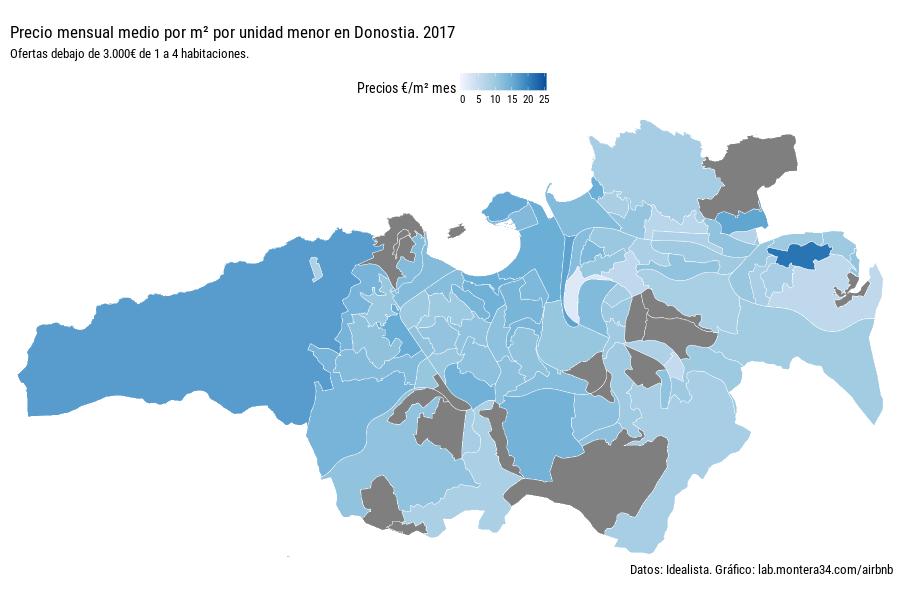 Precio mensual medio por m² por unidad menor en Donostia. 2017
Ofertas debajo de 3.000€ de 1 a 4 habitaciones.
Precios €/m² mes
0 5 10 15 20 25
Datos: Idealista. Gráfico: lab.montera34.com/airbnb